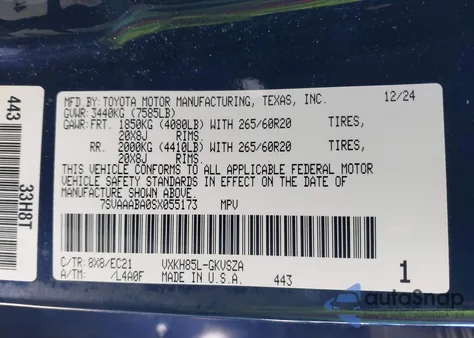 MFD.BY:TOYOTA MOTOR MANUFACTURING, TEXAS, INC. 12/24
GVWR:3440KG (7585LB)
GAWR:FRT. 1850KG (4080LB) WITH 265/60R20 TIRES,
20X8J RIMS.
RR. 2000KG (4410LB) WITH 265/60R20 TIRES,
20X8J RIMS.
THIS VEHICLE CONFORMS TO ALL APPLICABLE FEDERAL MOTOR
VEHICLE SAFETY STANDARDS IN EFFECT ON THE DATE OF
MANUFACTURE SHOWN ABOVE.
7SVAAABA0SX055173 MPV
C/TR:8X8/EC21 VXKH85L-GKVSZA
A/TM: /L4A0F MADE IN U.S.A. 443 1
443
33H8T
autoSnap